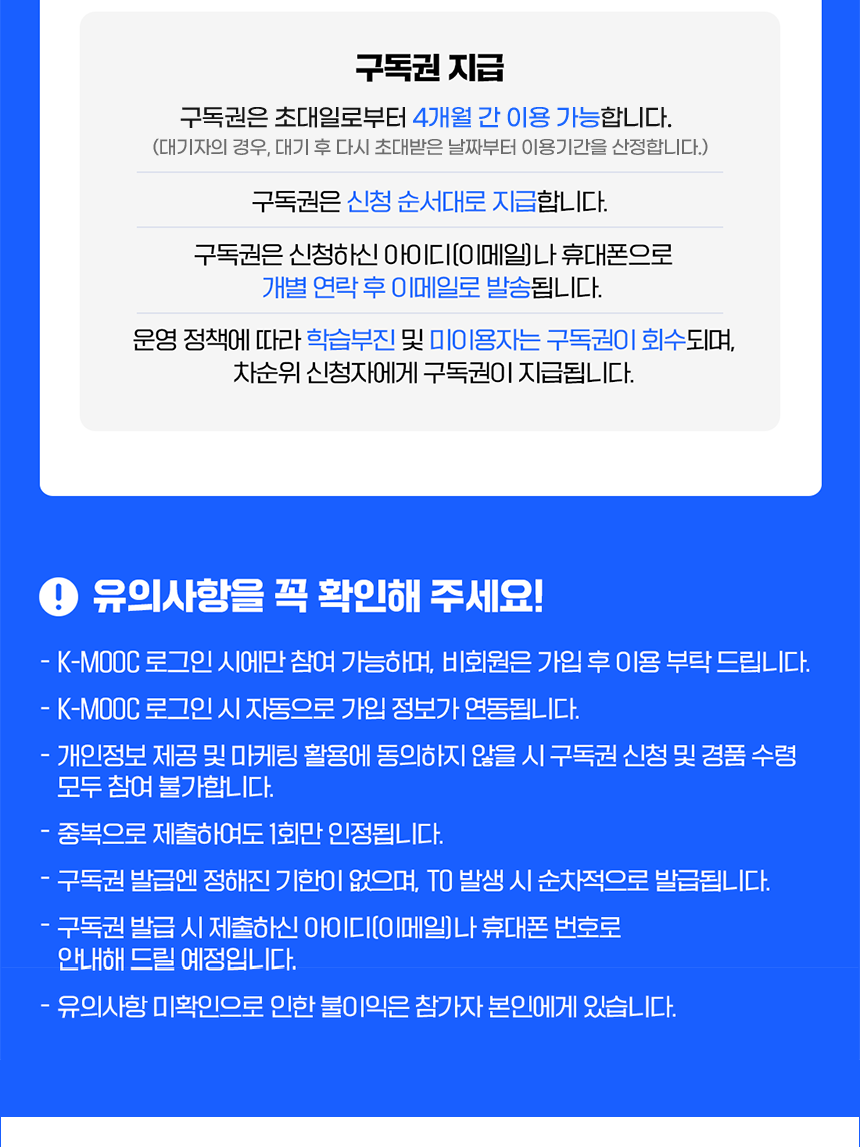 구독권 지급
구독권은 초대일로부터 4개월 간 이용 가능합니다.
(대기자의 경우, 대기 후 다시 초대받은 날짜부터 이용기간을 산정합니다.)
구독권은 신청 순서대로 지급합니다.
구독권은 신청하신 아이디(이메일)나 휴대폰으로
개별 연락 후 이메일로 발송됩니다.
운영 정책에 따라 학습부진 및 미이용자는 구독권이 회수되며,
차순위 신청자에게 구독권이 지급됩니다.
! 유의사항을 꼭 확인해 주세요!
- K-MOOC 로그인 시에만 참여 가능하며, 비회원은 가입 후 이용 부탁 드립니다.
- K-MOOC 로그인 시 자동으로 가입 정보가 연동됩니다.
- 개인정보 제공 및 마케팅 활용에 동의하지 않을 시 구독권 신청 및 경품 수령
모두 참여 불가합니다.
- 중복으로 제출하여도 1회만 인정됩니다.
- 구독권 발급엔 정해진 기한이 없으며, TO 발생 시 순차적으로 발급됩니다.
- 구독권 발급 시 제출하신 아이디(이메일)나 휴대폰 번호로
안내해 드릴 예정입니다.
- 유의사항 미확인으로 인한 불이익은 참가자 본인에게 있습니다.